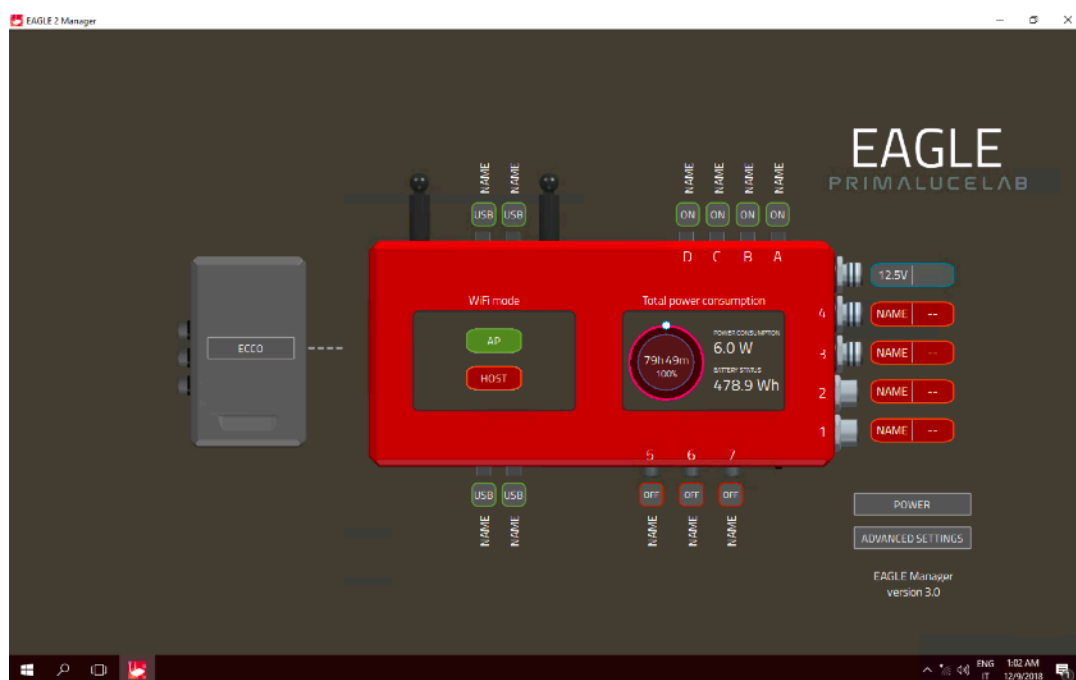 EAGLE 2 Manager
EAGLE
PRIMALUCELAB
NAME NAME
NAME NAME NAME NAME
USB USB
ON ON ON ON
D C B A
12.5V
WiFi mode
Total power consumption
4 NAME --
AP
POWER CONSUMPTION
6.0 W
ECCO
3 NAME --
79h 49m
100%
BATTERY STATUS
478.9 Wh
HOST
2 NAME --
1 NAME --
5 6 7
USB USB
OFF OFF OFF
NAME NAME
NAME NAME NAME
POWER
ADVANCED SETTINGS
EAGLE Manager
version 3.0
ENG
IT
1:02 AM
12/9/2018